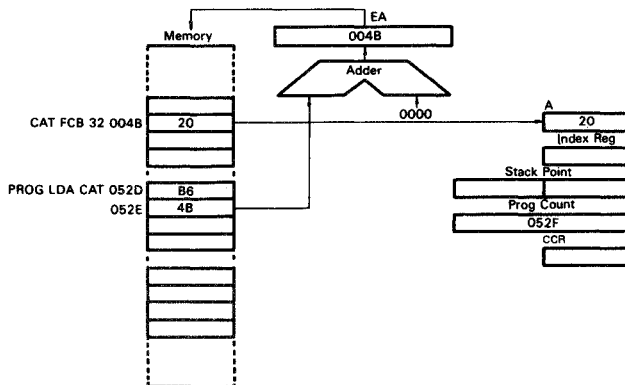 EA
Memory
004B
Adder
0000
A
CAT FCB 32 004B
20
20
Index Reg
Stack Point
PROG LDA CAT 052D
B6
Prog Count
052E
4B
052F
CCR